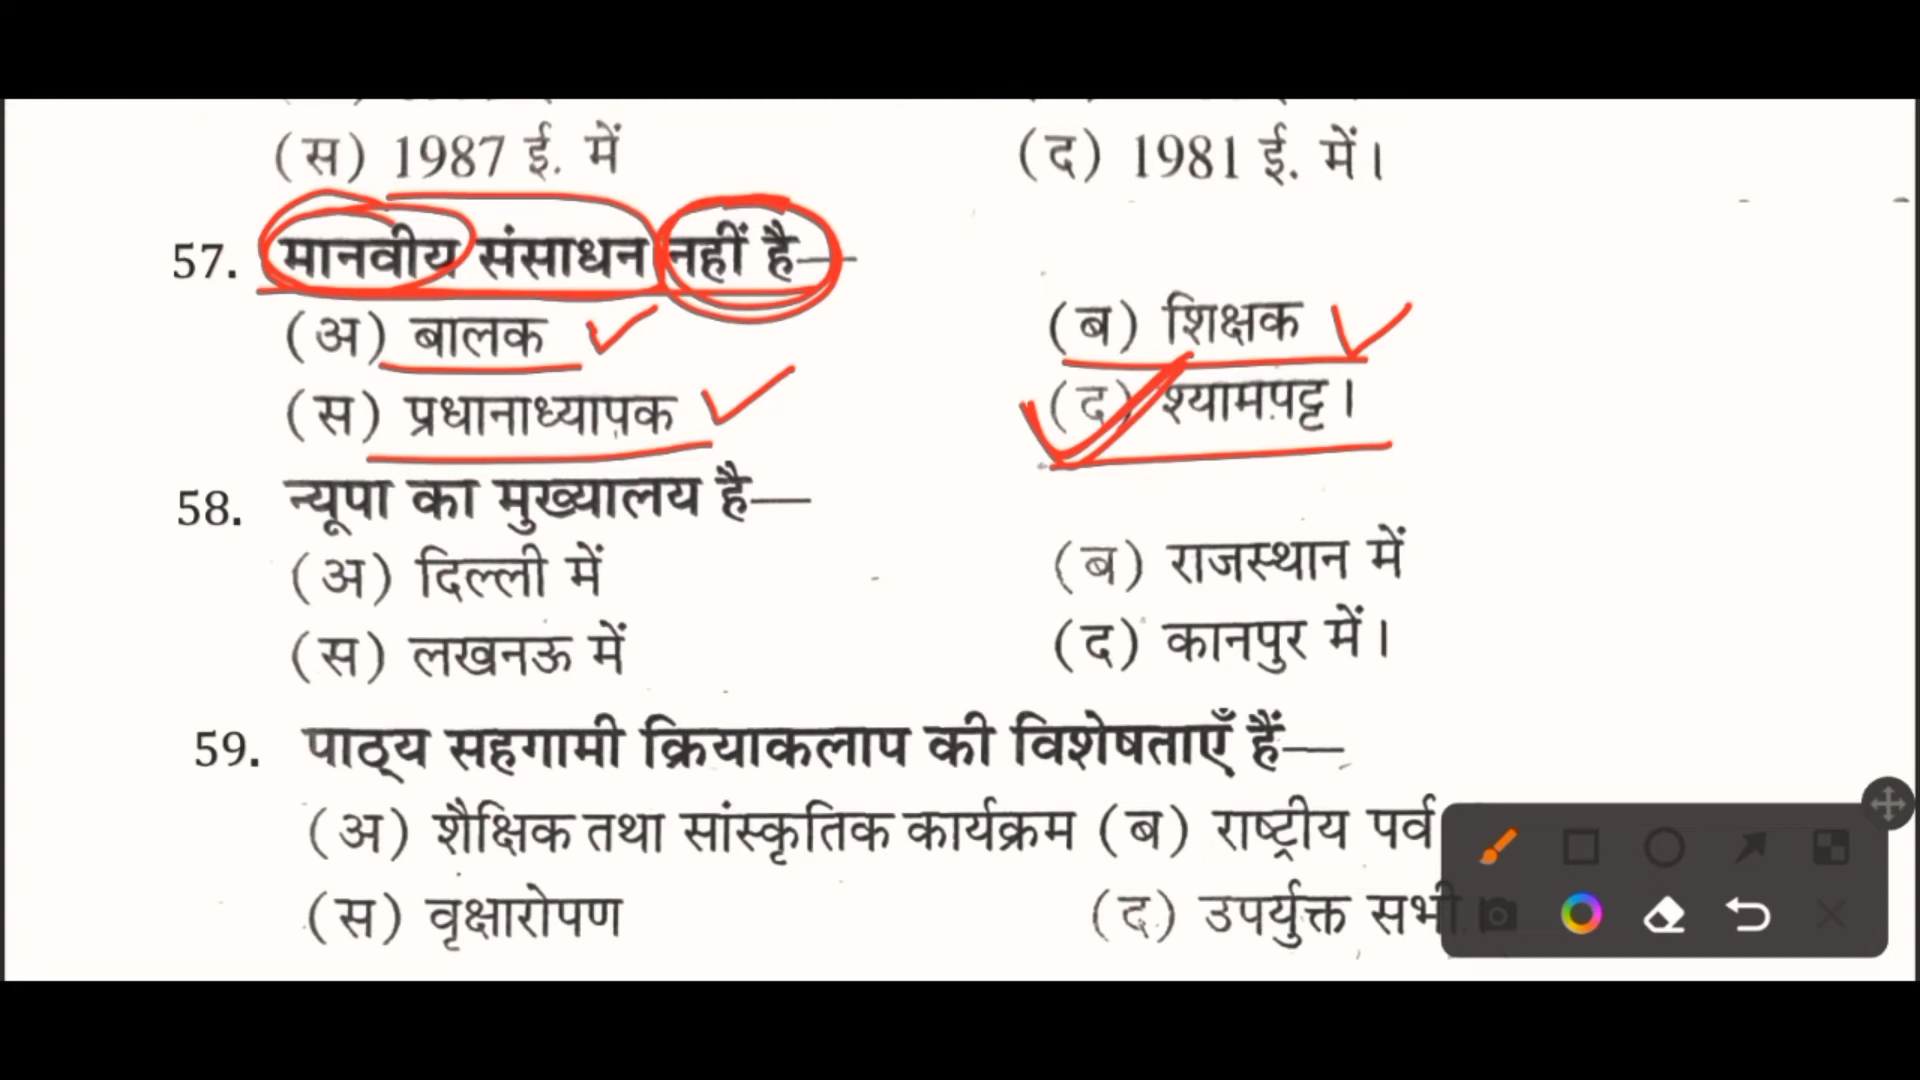 (स) 1987 ई. में (द) 1981 ई. में।
57. मानवीय संसाधन नहीं है—
(अ) बालक (ब) शिक्षक
(स) प्रधानाध्यापक (द) श्यामपट्ट।
58. न्यूपा का मुख्यालय है—
(अ) दिल्ली में (ब) राजस्थान में
(स) लखनऊ में (द) कानपुर में।
59. पाठ्य सहगामी क्रियाकलाप की विशेषताएँ हैं—
(अ) शैक्षिक तथा सांस्कृतिक कार्यक्रम (ब) राष्ट्रीय पर्व
(स) वृक्षारोपण (द) उपर्युक्त सभी